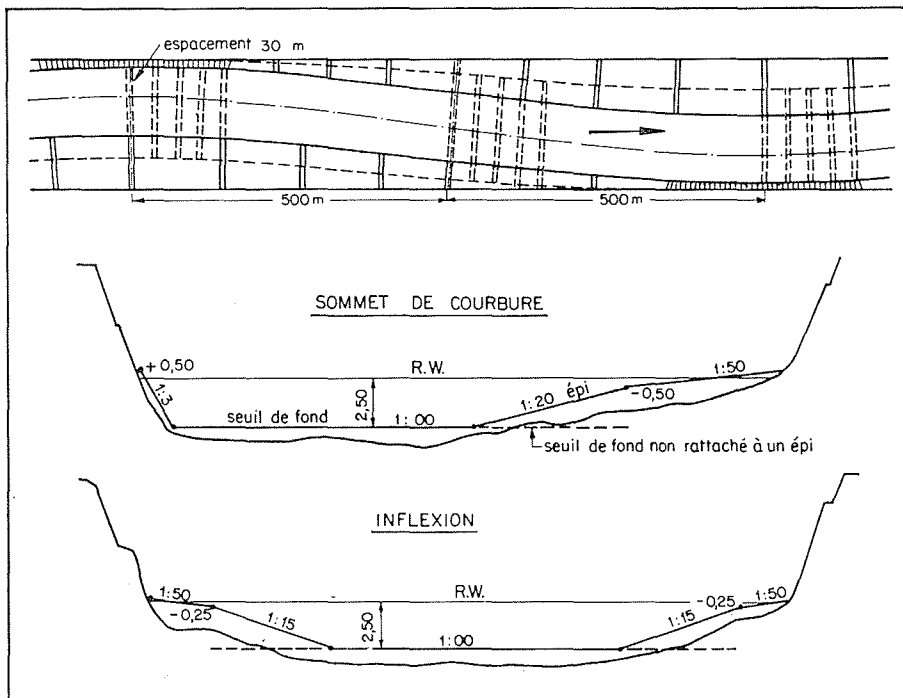 espacement 30 m
500 m
500 m
SOMMET DE COURBURE
+ 0,50
R.W.
1:50
1:3
2,50
1:20 épi
-0,50
seuil de fond
1:00
seuil de fond non rattaché à un épi
INFLEXION
1:50
R.W.
-0,25
1:50
-0,25
1:15
2,50
1:00
1:15